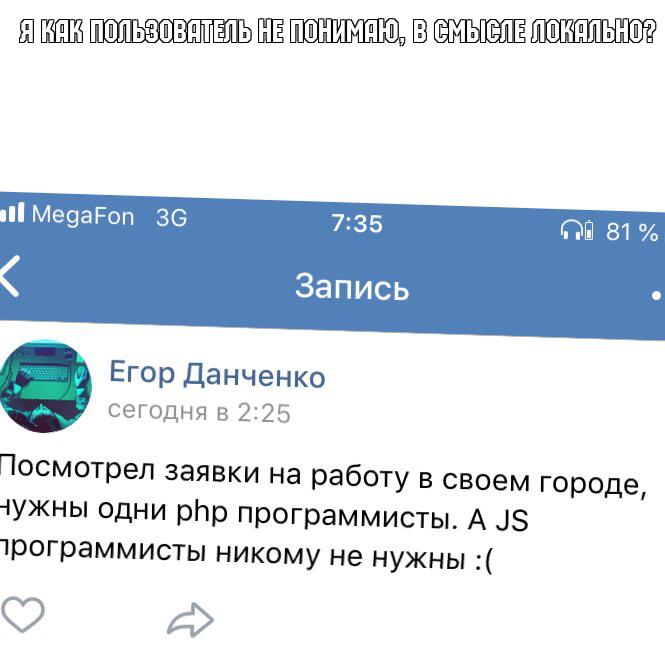 Я КАК ПОЛЬЗОВАТЕЛЬ НЕ ПОНИМАЮ, В СМЫСЛЕ ЛОКАЛЬНО?
MegaFon 3G 7:35 81 %
Запись
Егор Данченко
сегодня в 2:25
Посмотрел заявки на работу в своем городе,
нужны одни php программисты. А JS
программисты никому не нужны :(